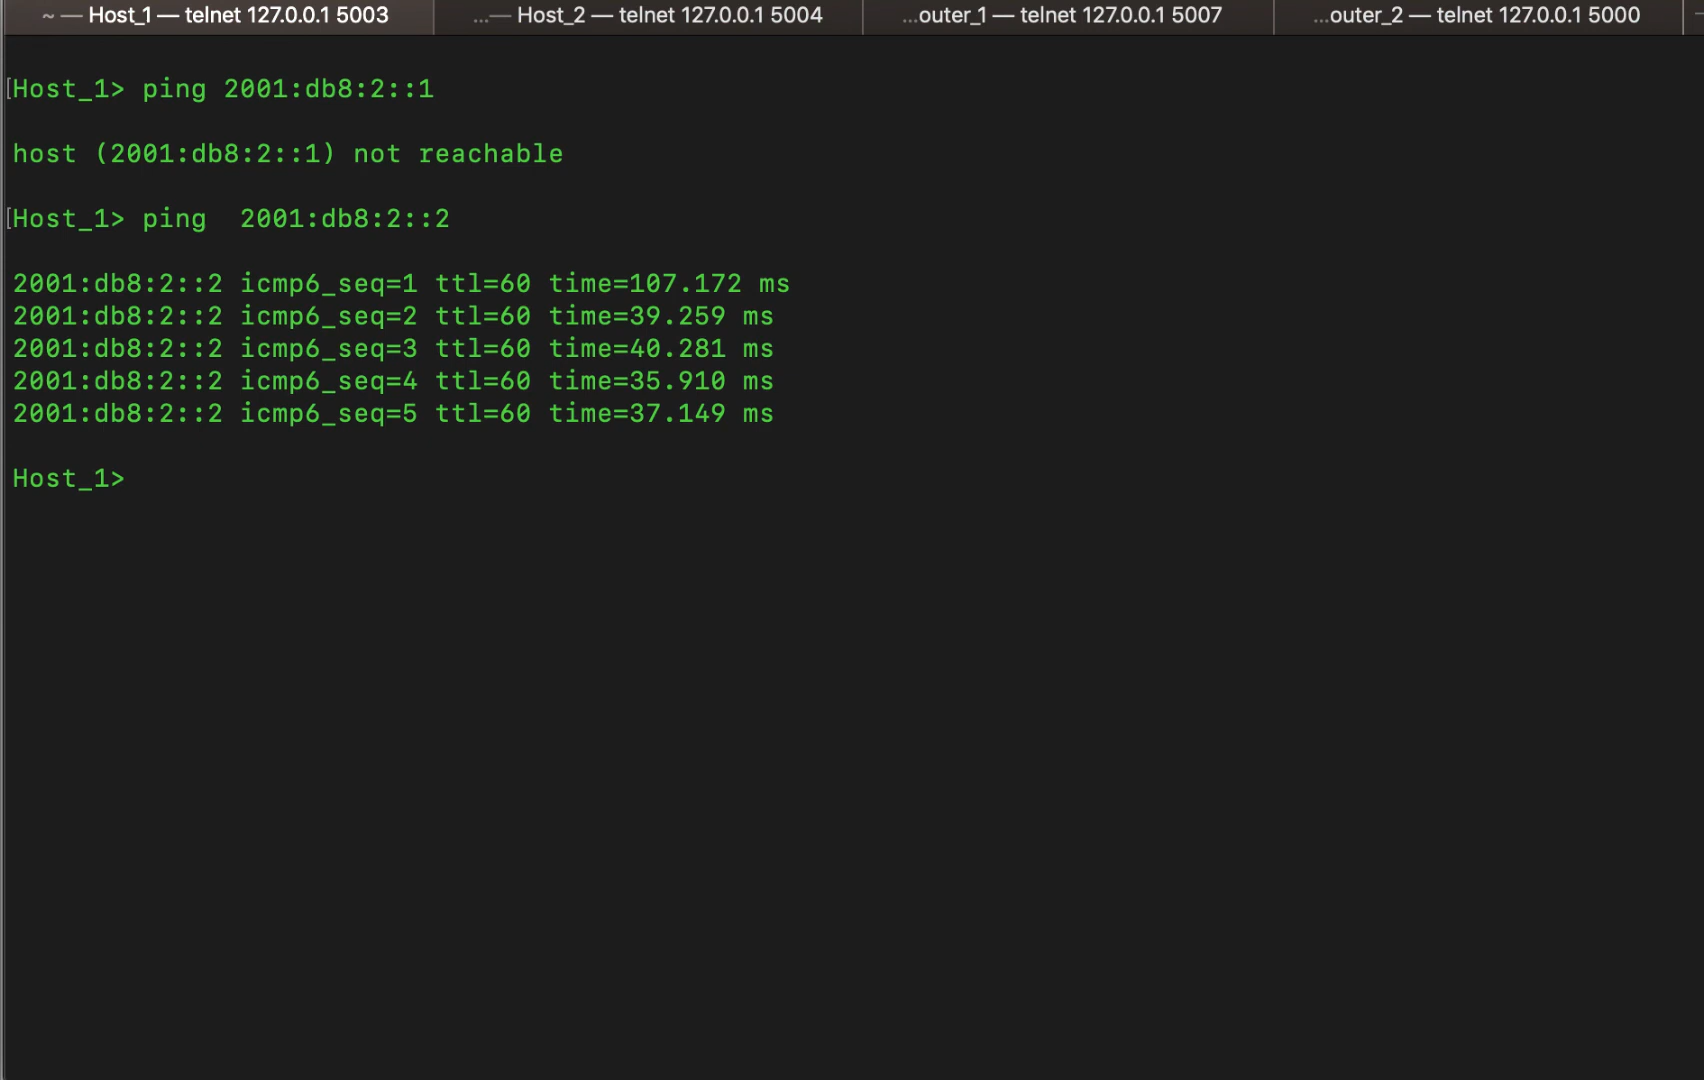 ~ — Host_1 — telnet 127.0.0.1 5003
...— Host_2 — telnet 127.0.0.1 5004
...outer_1 — telnet 127.0.0.1 5007
...outer_2 — telnet 127.0.0.1 5000
[Host_1> ping 2001:db8:2::1
host (2001:db8:2::1) not reachable
[Host_1> ping  2001:db8:2::2
2001:db8:2::2 icmp6_seq=1 ttl=60 time=107.172 ms
2001:db8:2::2 icmp6_seq=2 ttl=60 time=39.259 ms
2001:db8:2::2 icmp6_seq=3 ttl=60 time=40.281 ms
2001:db8:2::2 icmp6_seq=4 ttl=60 time=35.910 ms
2001:db8:2::2 icmp6_seq=5 ttl=60 time=37.149 ms
Host_1>